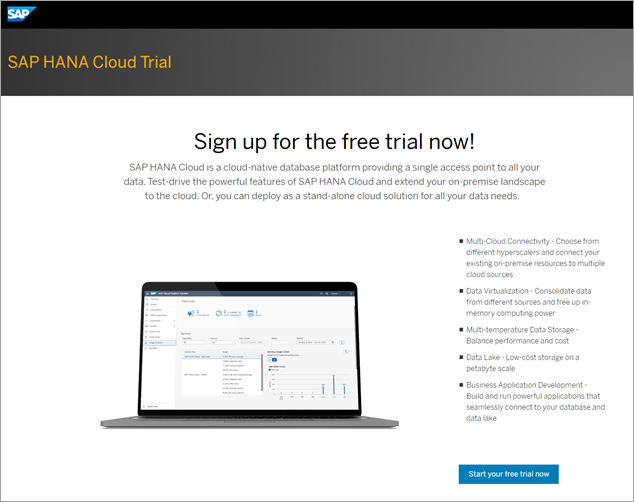 SAP
SAP HANA Cloud Trial
Sign up for the free trial now!
SAP HANA Cloud is a cloud-native database platform providing a single access point to all your
data. Test-drive the powerful features of SAP HANA Cloud and extend your on-premise landscape
to the cloud. Or, you can deploy as a stand-alone cloud solution for all your data needs.
Multi-Cloud Connectivity - Choose from
different hyperscalers and connect your
existing on-premise resources to multiple
cloud sources
Data Virtualization - Consolidate data
from different sources and free up in-
memory computing power
Multi-temperature Data Storage -
Balance performance and cost
Data Lake - Low-cost storage on a
petabyte scale
Business Application Development -
Build and run powerful applications that
seamlessly connect to your database and
data lake
Start your free trial now